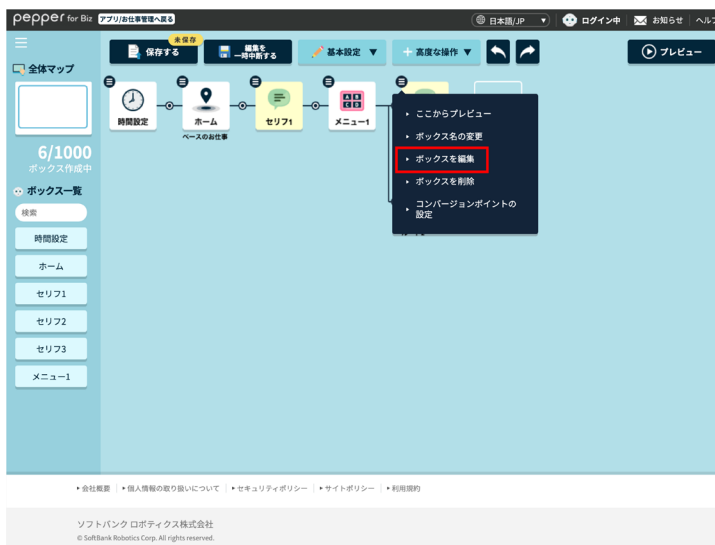 pepper for Biz アプリ/お仕事管理へ戻る 日本語/JP ▼ ログイン中 お知らせ ヘルプ
未保存
保存する 編集を一時中断する 基本設定 ▼ 高度な操作 ▼ プレビュー
全体マップ
6/1000
ボックス作成中
ボックス一覧
検索
時間設定
ホーム
セリフ1
セリフ2
セリフ3
メニュー1
時間設定 ホーム セリフ1 メニュー1
A B
C D
ベースのお仕事
ここからプレビュー
ボックス名の変更
ボックスを編集
ボックスを削除
コンバージョンポイントの
設定
会社概要 個人情報の取り扱いについて セキュリティポリシー サイトポリシー 利用規約
ソフトバンク ロボティクス株式会社
© SoftBank Robotics Corp. All rights reserved.